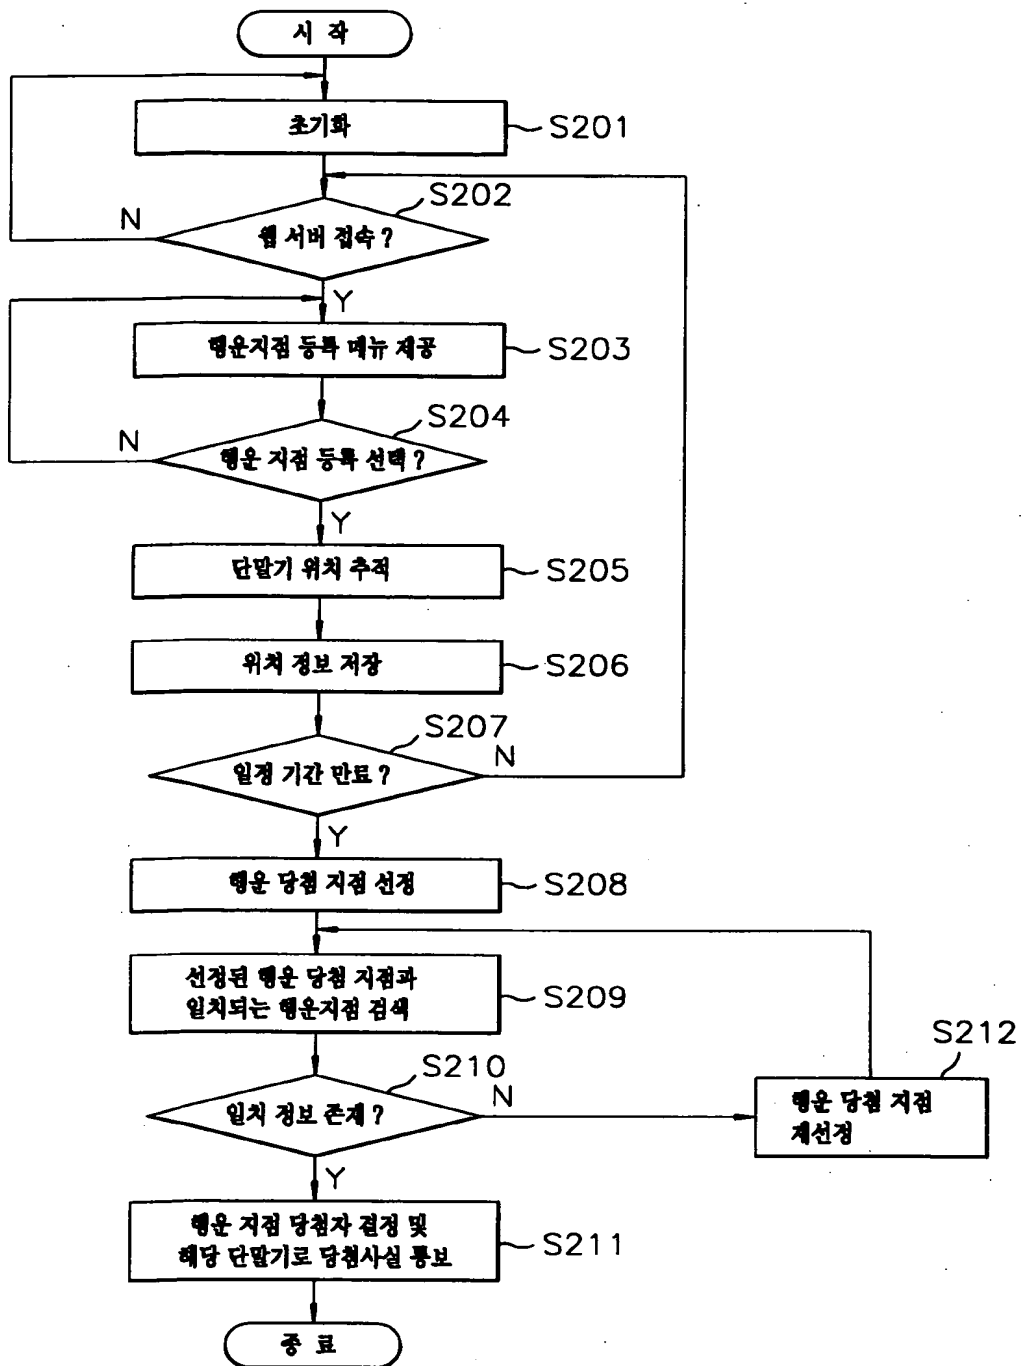 시 작
초기화
S201
S202
N
웹 서버 접속 ?
Y
행운지점 등록 메뉴 제공
S203
S204
N
행운 지점 등록 선택 ?
Y
단말기 위치 추적
S205
위치 정보 저장
S206
S207
N
일정 기간 만료 ?
Y
행운 당첨 지점 선정
S208
선정된 행운 당첨 지점과
일치되는 행운지점 검색
S209
S210
N
일치 정보 존재 ?
S212
행운 당첨 지점
재선정
Y
행운 지점 당첨자 결정 및
해당 단말기로 당첨사실 통보
S211
종 료